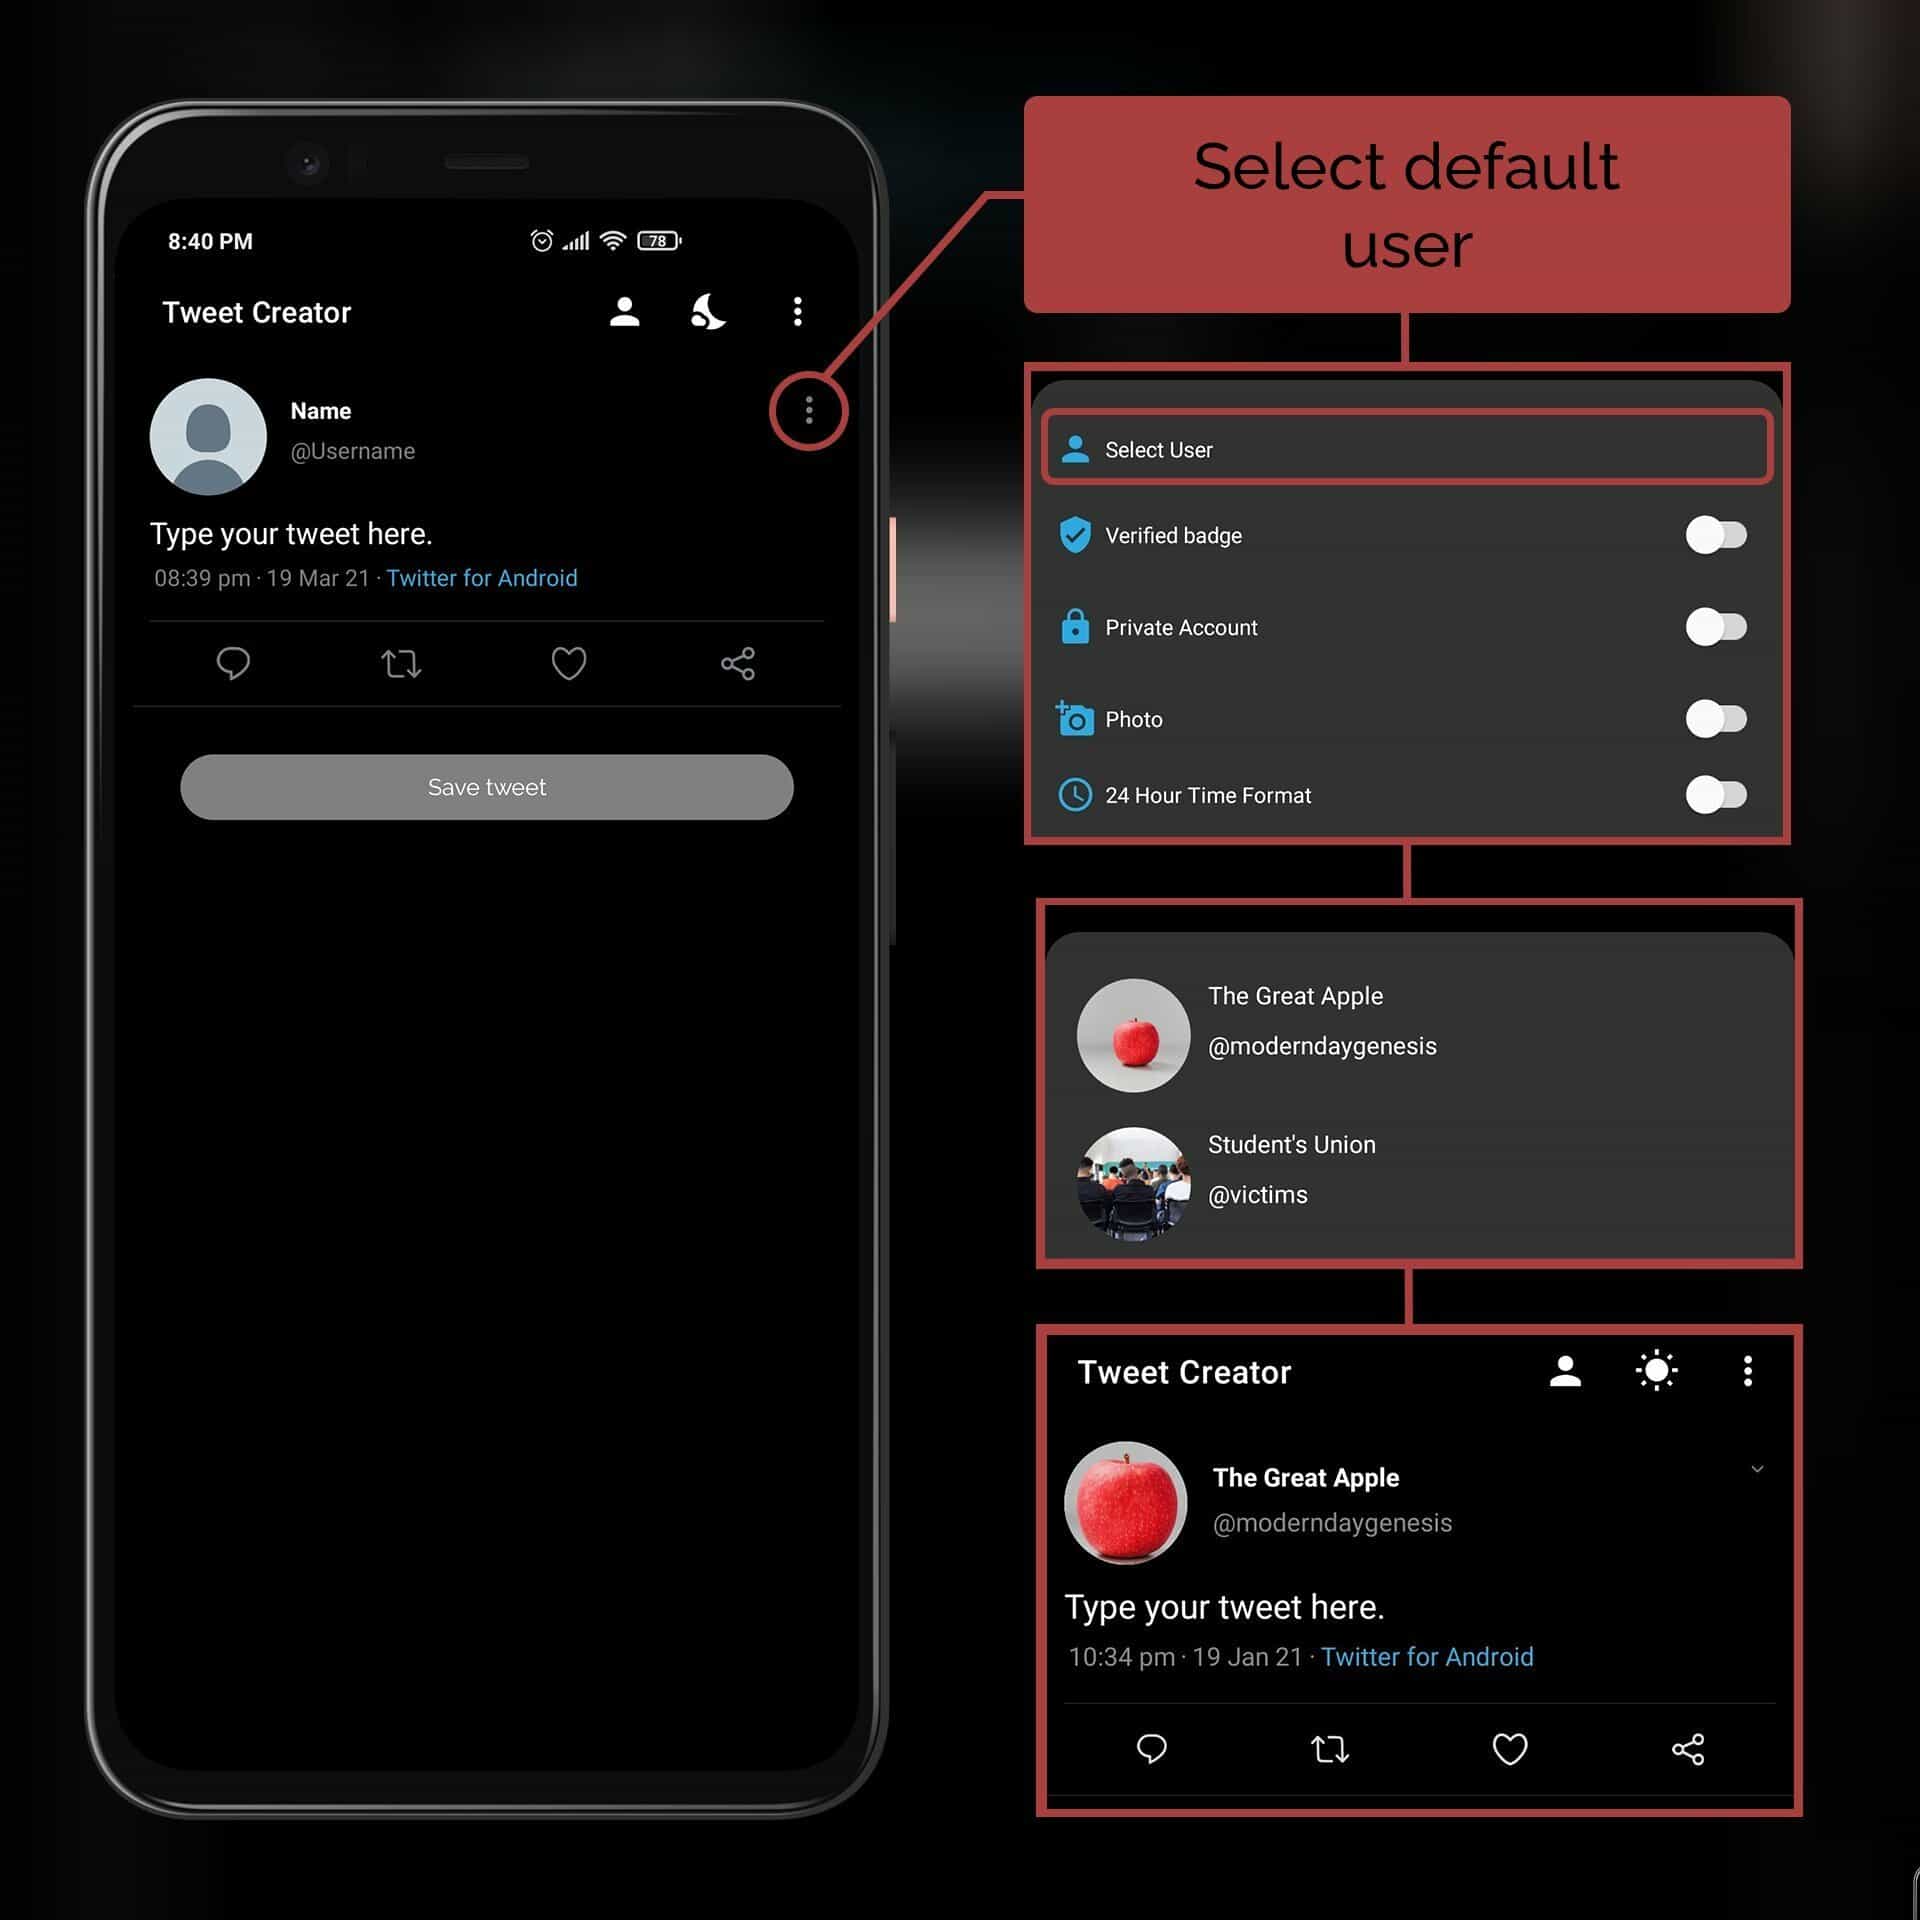 8:40 PM
78
Tweet Creator
Name
@Username
Type your tweet here.
08:39 pm · 19 Mar 21 · Twitter for Android
Save tweet
Select default
user
Select User
Verified badge
Private Account
Photo
24 Hour Time Format
The Great Apple
@moderndaygenesis
Student's Union
@victims
Tweet Creator
The Great Apple
@moderndaygenesis
Type your tweet here.
10:34 pm · 19 Jan 21 · Twitter for Android